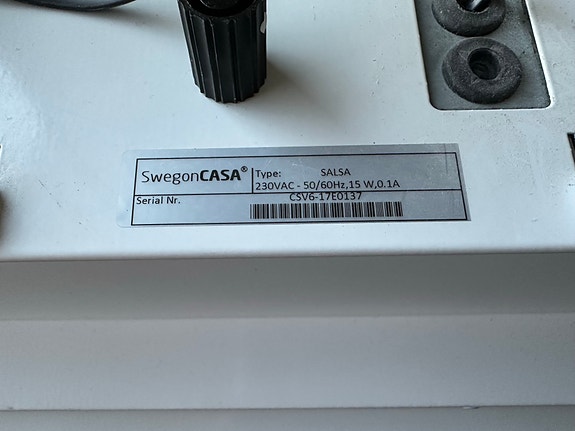 SwegonCASA®
Type: SALSA
230VAC - 50/60Hz,15 W,0.1A
Serial Nr. CSV6-17E0137